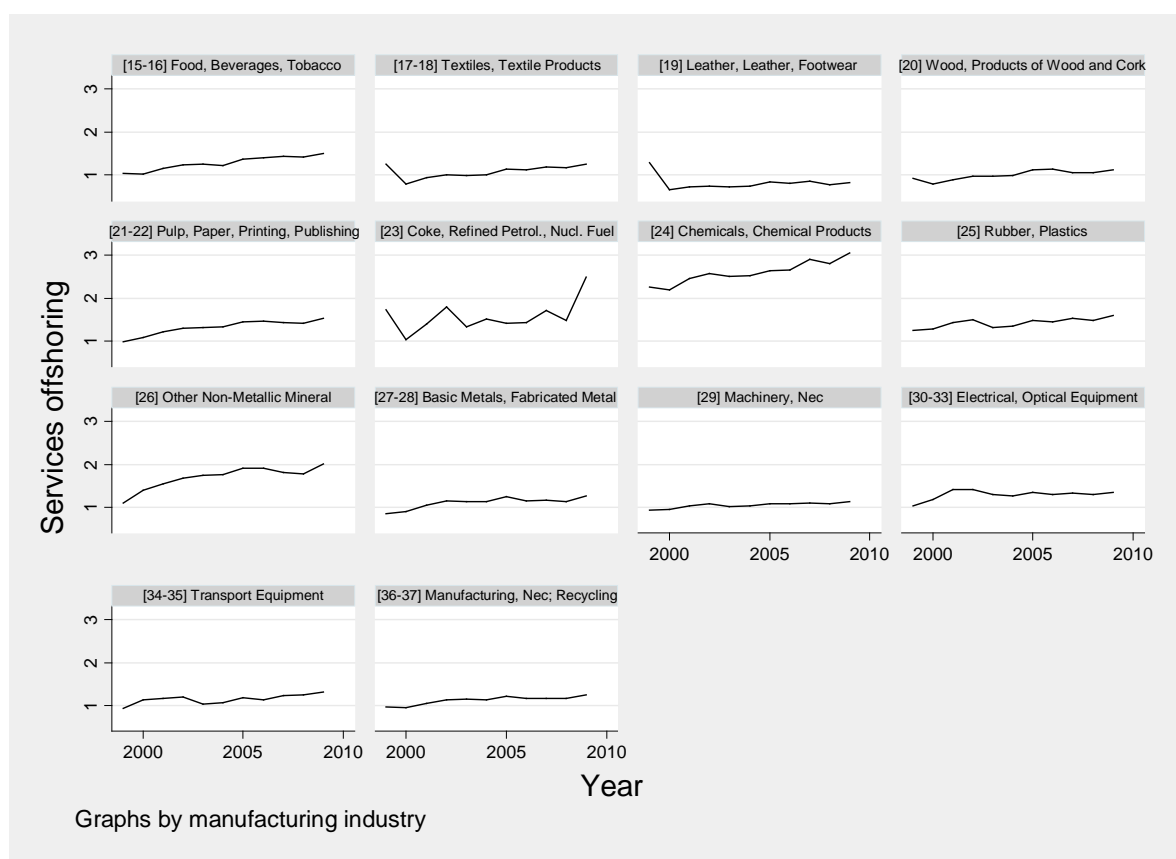 [15-16] Food, Beverages, Tobacco
[17-18] Textiles, Textile Products
[19] Leather, Leather, Footwear
[20] Wood, Products of Wood and Cork
3
2
1
[21-22] Pulp, Paper, Printing, Publishing
[23] Coke, Refined Petrol., Nucl. Fuel
[24] Chemicals, Chemical Products
[25] Rubber, Plastics
3
2
1
Services offshoring
[26] Other Non-Metallic Mineral
[27-28] Basic Metals, Fabricated Metal
[29] Machinery, Nec
[30-33] Electrical, Optical Equipment
3
2
1
2000 2005 2010
2000 2005 2010
[34-35] Transport Equipment
[36-37] Manufacturing, Nec; Recycling
3
2
1
2000 2005 2010
2000 2005 2010
Year
Graphs by manufacturing industry